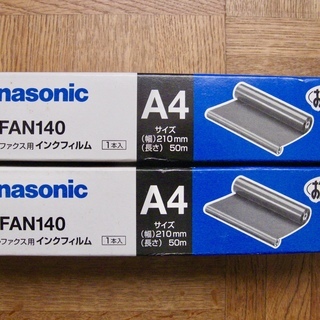 nasonic
FAN140
ファクス用インクフィルム
1本入
A4
サイズ
(幅)210mm
(長さ) 50m
お
nasonic
FAN140
ファクス用インクフィルム
1本入
A4
サイズ
(幅)210mm
(長さ) 50m
お